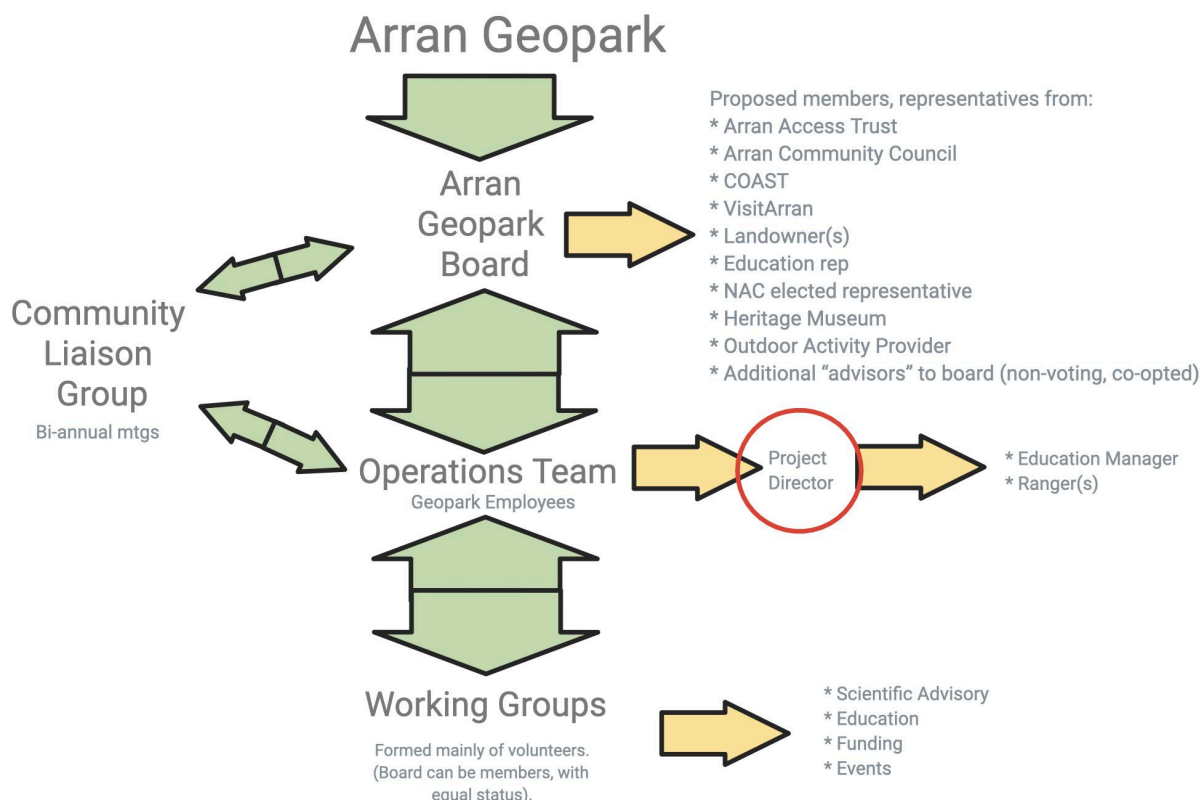 Arran Geopark
Arran
Geopark
Board
Proposed members, representatives from:
* Arran Access Trust
* Arran Community Council
* COAST
* VisitArran
* Landowner(s)
* Education rep
* NAC elected representative
* Heritage Museum
* Outdoor Activity Provider
* Additional “advisors” to board (non-voting, co-opted)
Community
Liaison
Group
Bi-annual mtgs
Operations Team
Geopark Employees
Project
Director
* Education Manager
* Ranger(s)
Working Groups
Formed mainly of volunteers.
(Board can be members, with
equal status).
* Scientific Advisory
* Education
* Funding
* Events